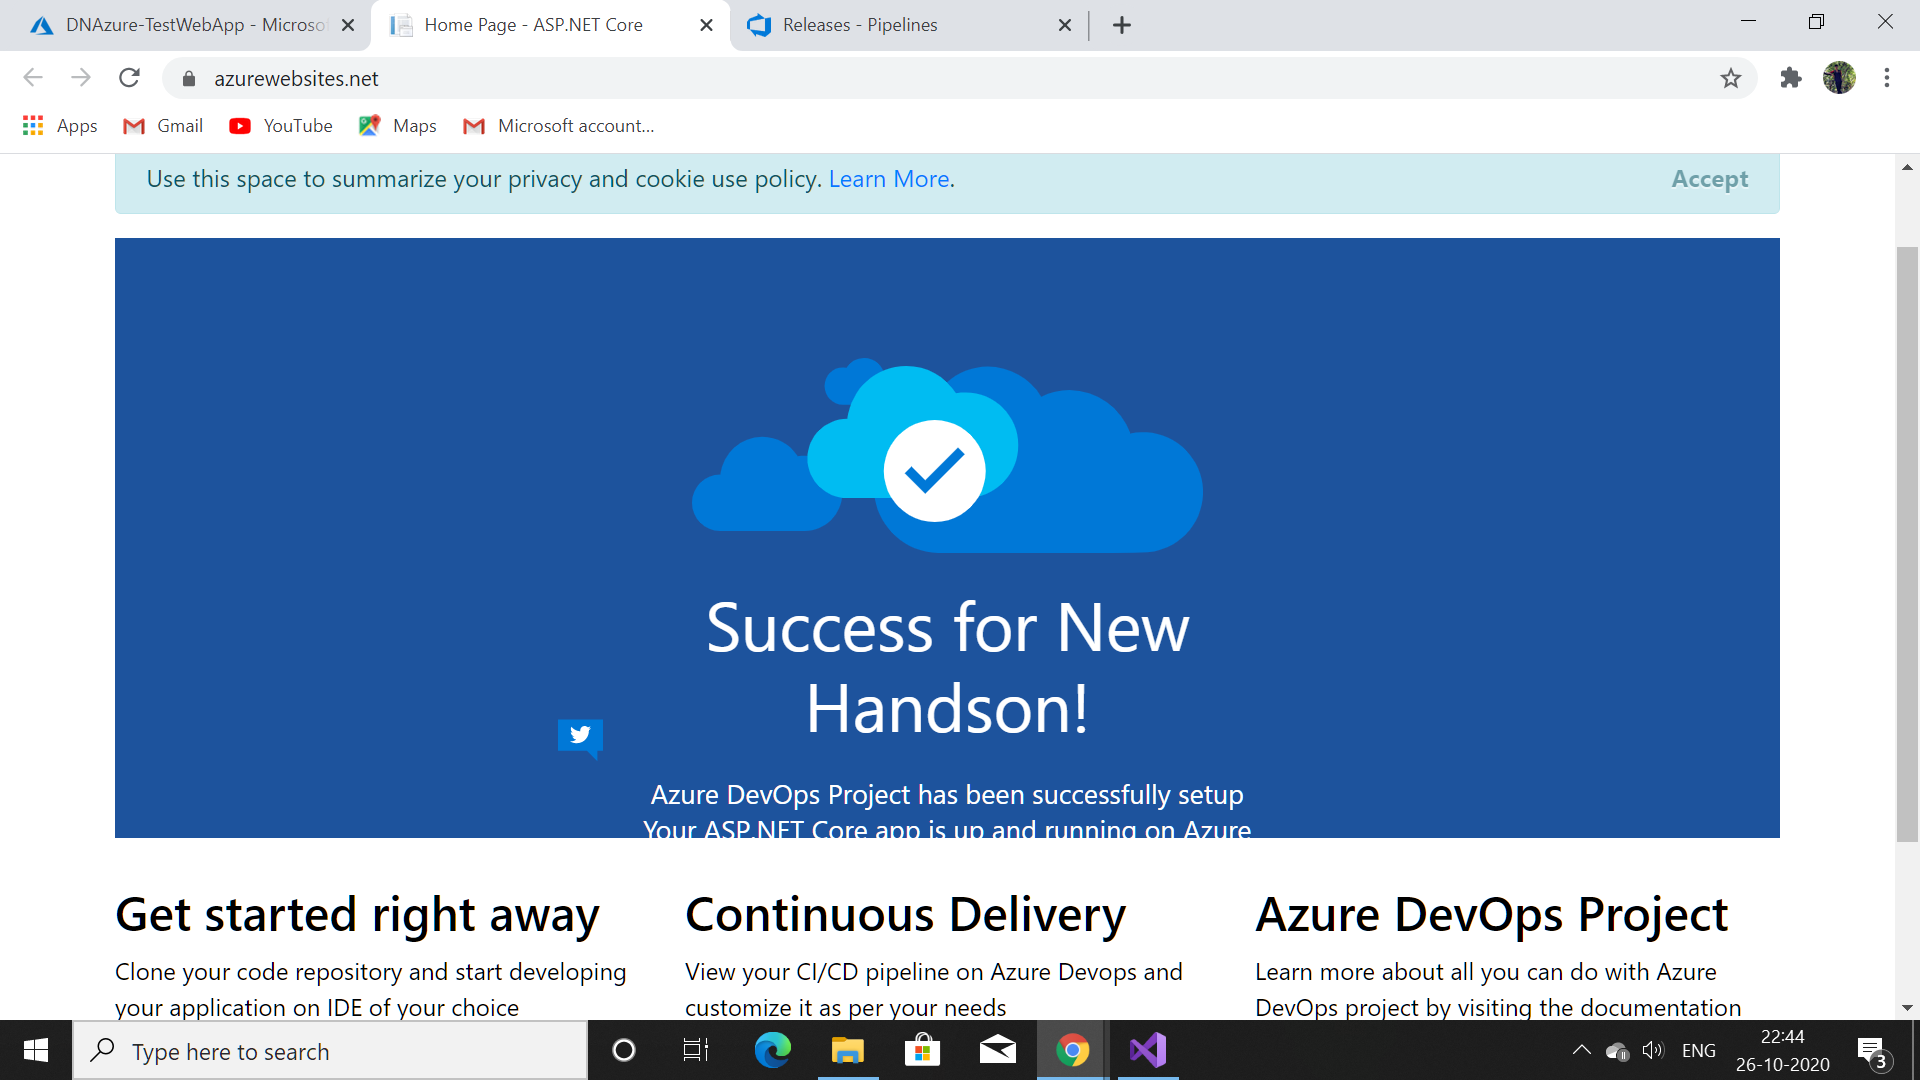 DNAzure-TestWebApp - Microso
Home Page - ASP.NET Core
Releases - Pipelines
azurewebsites.net
Apps
Gmail
YouTube
Maps
Microsoft account...
Use this space to summarize your privacy and cookie use policy. Learn More.
Accept
Success for New
Handson!
Azure DevOps Project has been successfully setup
Your ASP.NET Core app is up and running on Azure
Get started right away
Clone your code repository and start developing
your application on IDE of your choice
Continuous Delivery
View your CI/CD pipeline on Azure Devops and
customize it as per your needs
Azure DevOps Project
Learn more about all you can do with Azure
DevOps project by visiting the documentation
Type here to search
ENG
22:44
26-10-2020
3